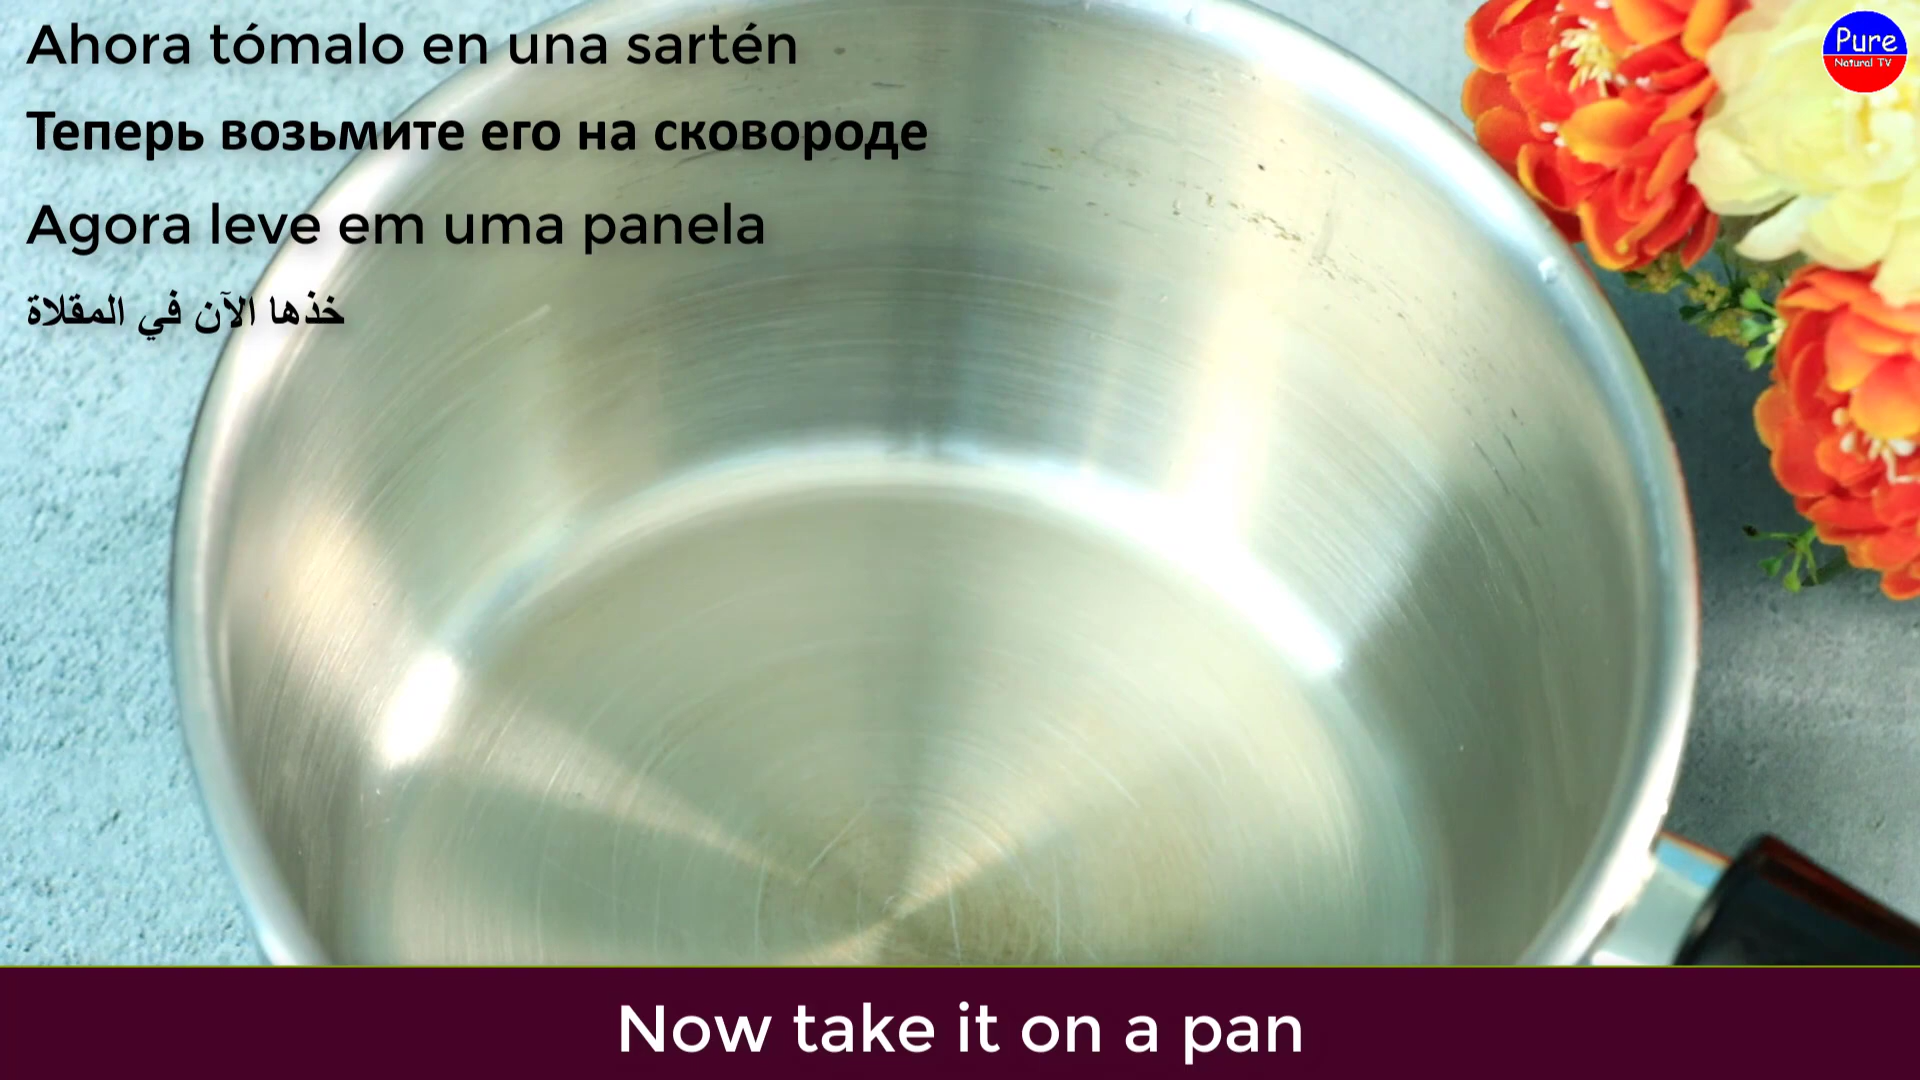 Ahora tómalo en una sartén
Pure
Natural TV
Теперь возьмите его на сковороде
Agora leve em uma panela
خذها الآن في المقلاة
Now take it on a pan